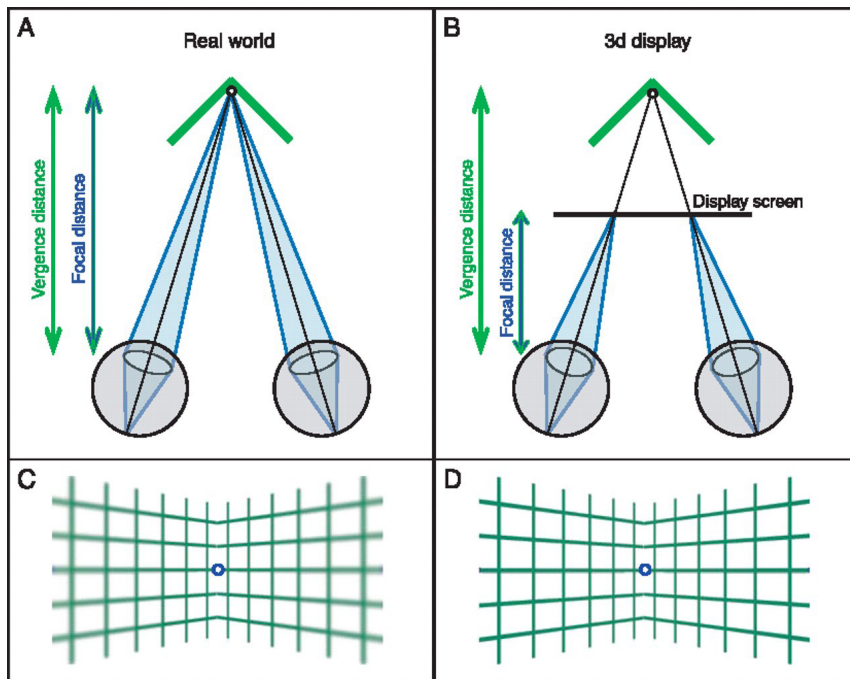 A
Real world
Vergence distance
Focal distance
B
3d display
Vergence distance
Focal distance
Display screen
C
D